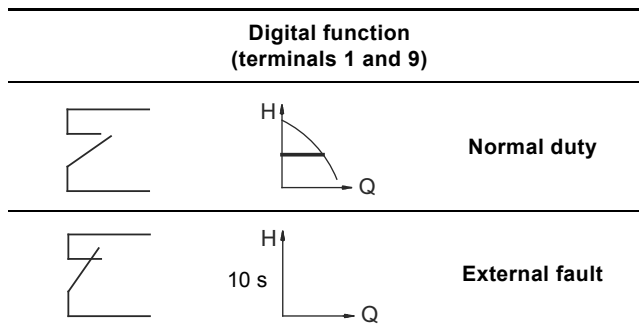 Digital function
(terminals 1 and 9)
H
Q
Normal duty
H
10 s
Q
External fault